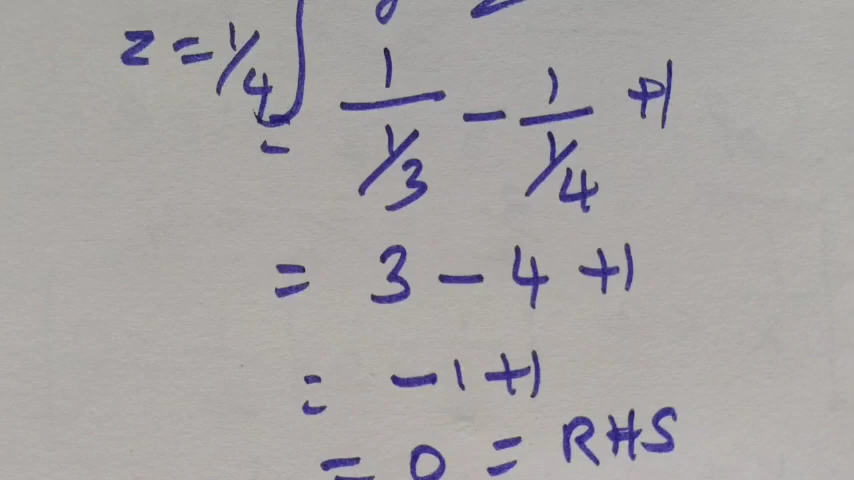 z = 1/4
= 1/(1/3) - 1/(1/4) + 1
= 3 - 4 + 1
= -1 + 1
= 0 = RHS